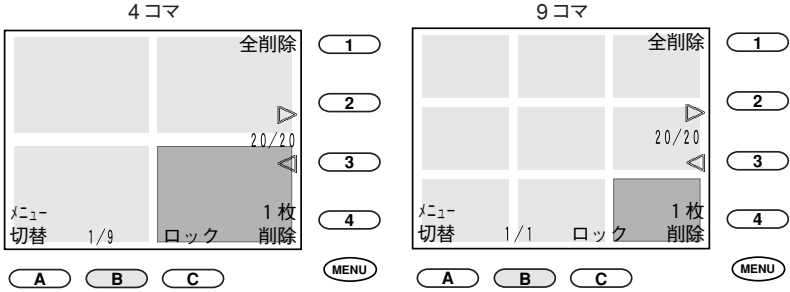 4コマ
全削除
1
2
20/20
3
メニュー
1枚
4
切替
1/9
ロック
削除
A
B
C
MENU
9コマ
全削除
1
2
20/20
3
メニュー
1枚
4
切替
1/1
ロック
削除
A
B
C
MENU